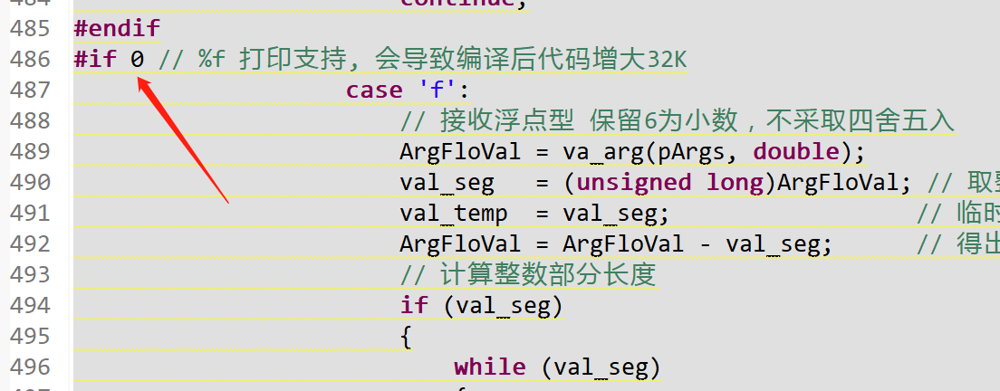 continue;
485 #endif
486 #if 0 // %f 打印支持, 会导致编译后代码增大32K
487 case 'f':
488 // 接收浮点型 保留6为小数，不采取四舍五入
489 ArgFloVal = va_arg(pArgs, double);
490 val_seg = (unsigned long)ArgFloVal; // 取
491 val_temp = val_seg; // 临时
492 ArgFloVal = ArgFloVal - val_seg; // 得出
493 // 计算整数部分长度
494 if (val_seg)
495 {
496 while (val_seg)